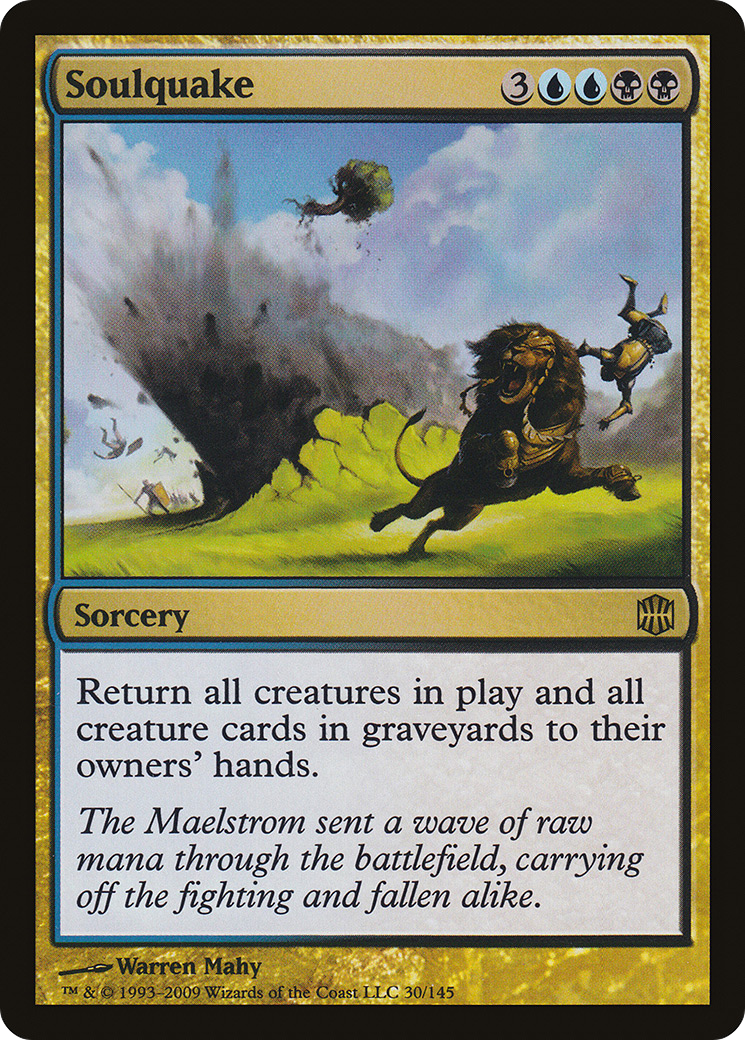 Soulquake 3
Sorcery
Return all creatures in play and all
creature cards in graveyards to their
owners' hands.
The Maelstrom sent a wave of raw
mana through the battlefield, carrying
off the fighting and fallen alike.
Warren Mahy
™ & © 1993–2009 Wizards of the Coast LLC 30/145